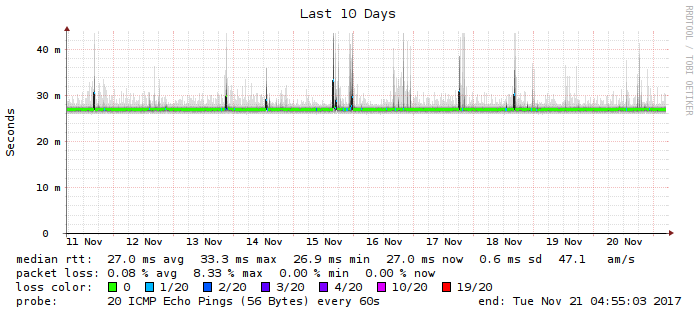 Last 10 Days
RRDTOOL / TOBI OETIKER
Seconds
40 m
30 m
20 m
10 m
0
11 Nov 12 Nov 13 Nov 14 Nov 15 Nov 16 Nov 17 Nov 18 Nov 19 Nov 20 Nov
median rtt: 27.0 ms avg 33.3 ms max 26.9 ms min 27.0 ms now 0.6 ms sd 47.1 am/s
packet loss: 0.08 % avg 8.33 % max 0.00 % min 0.00 % now
loss color: 0 1/20 2/20 3/20 4/20 10/20 19/20
probe: 20 ICMP Echo Pings (56 Bytes) every 60s end: Tue Nov 21 04:55:03 2017